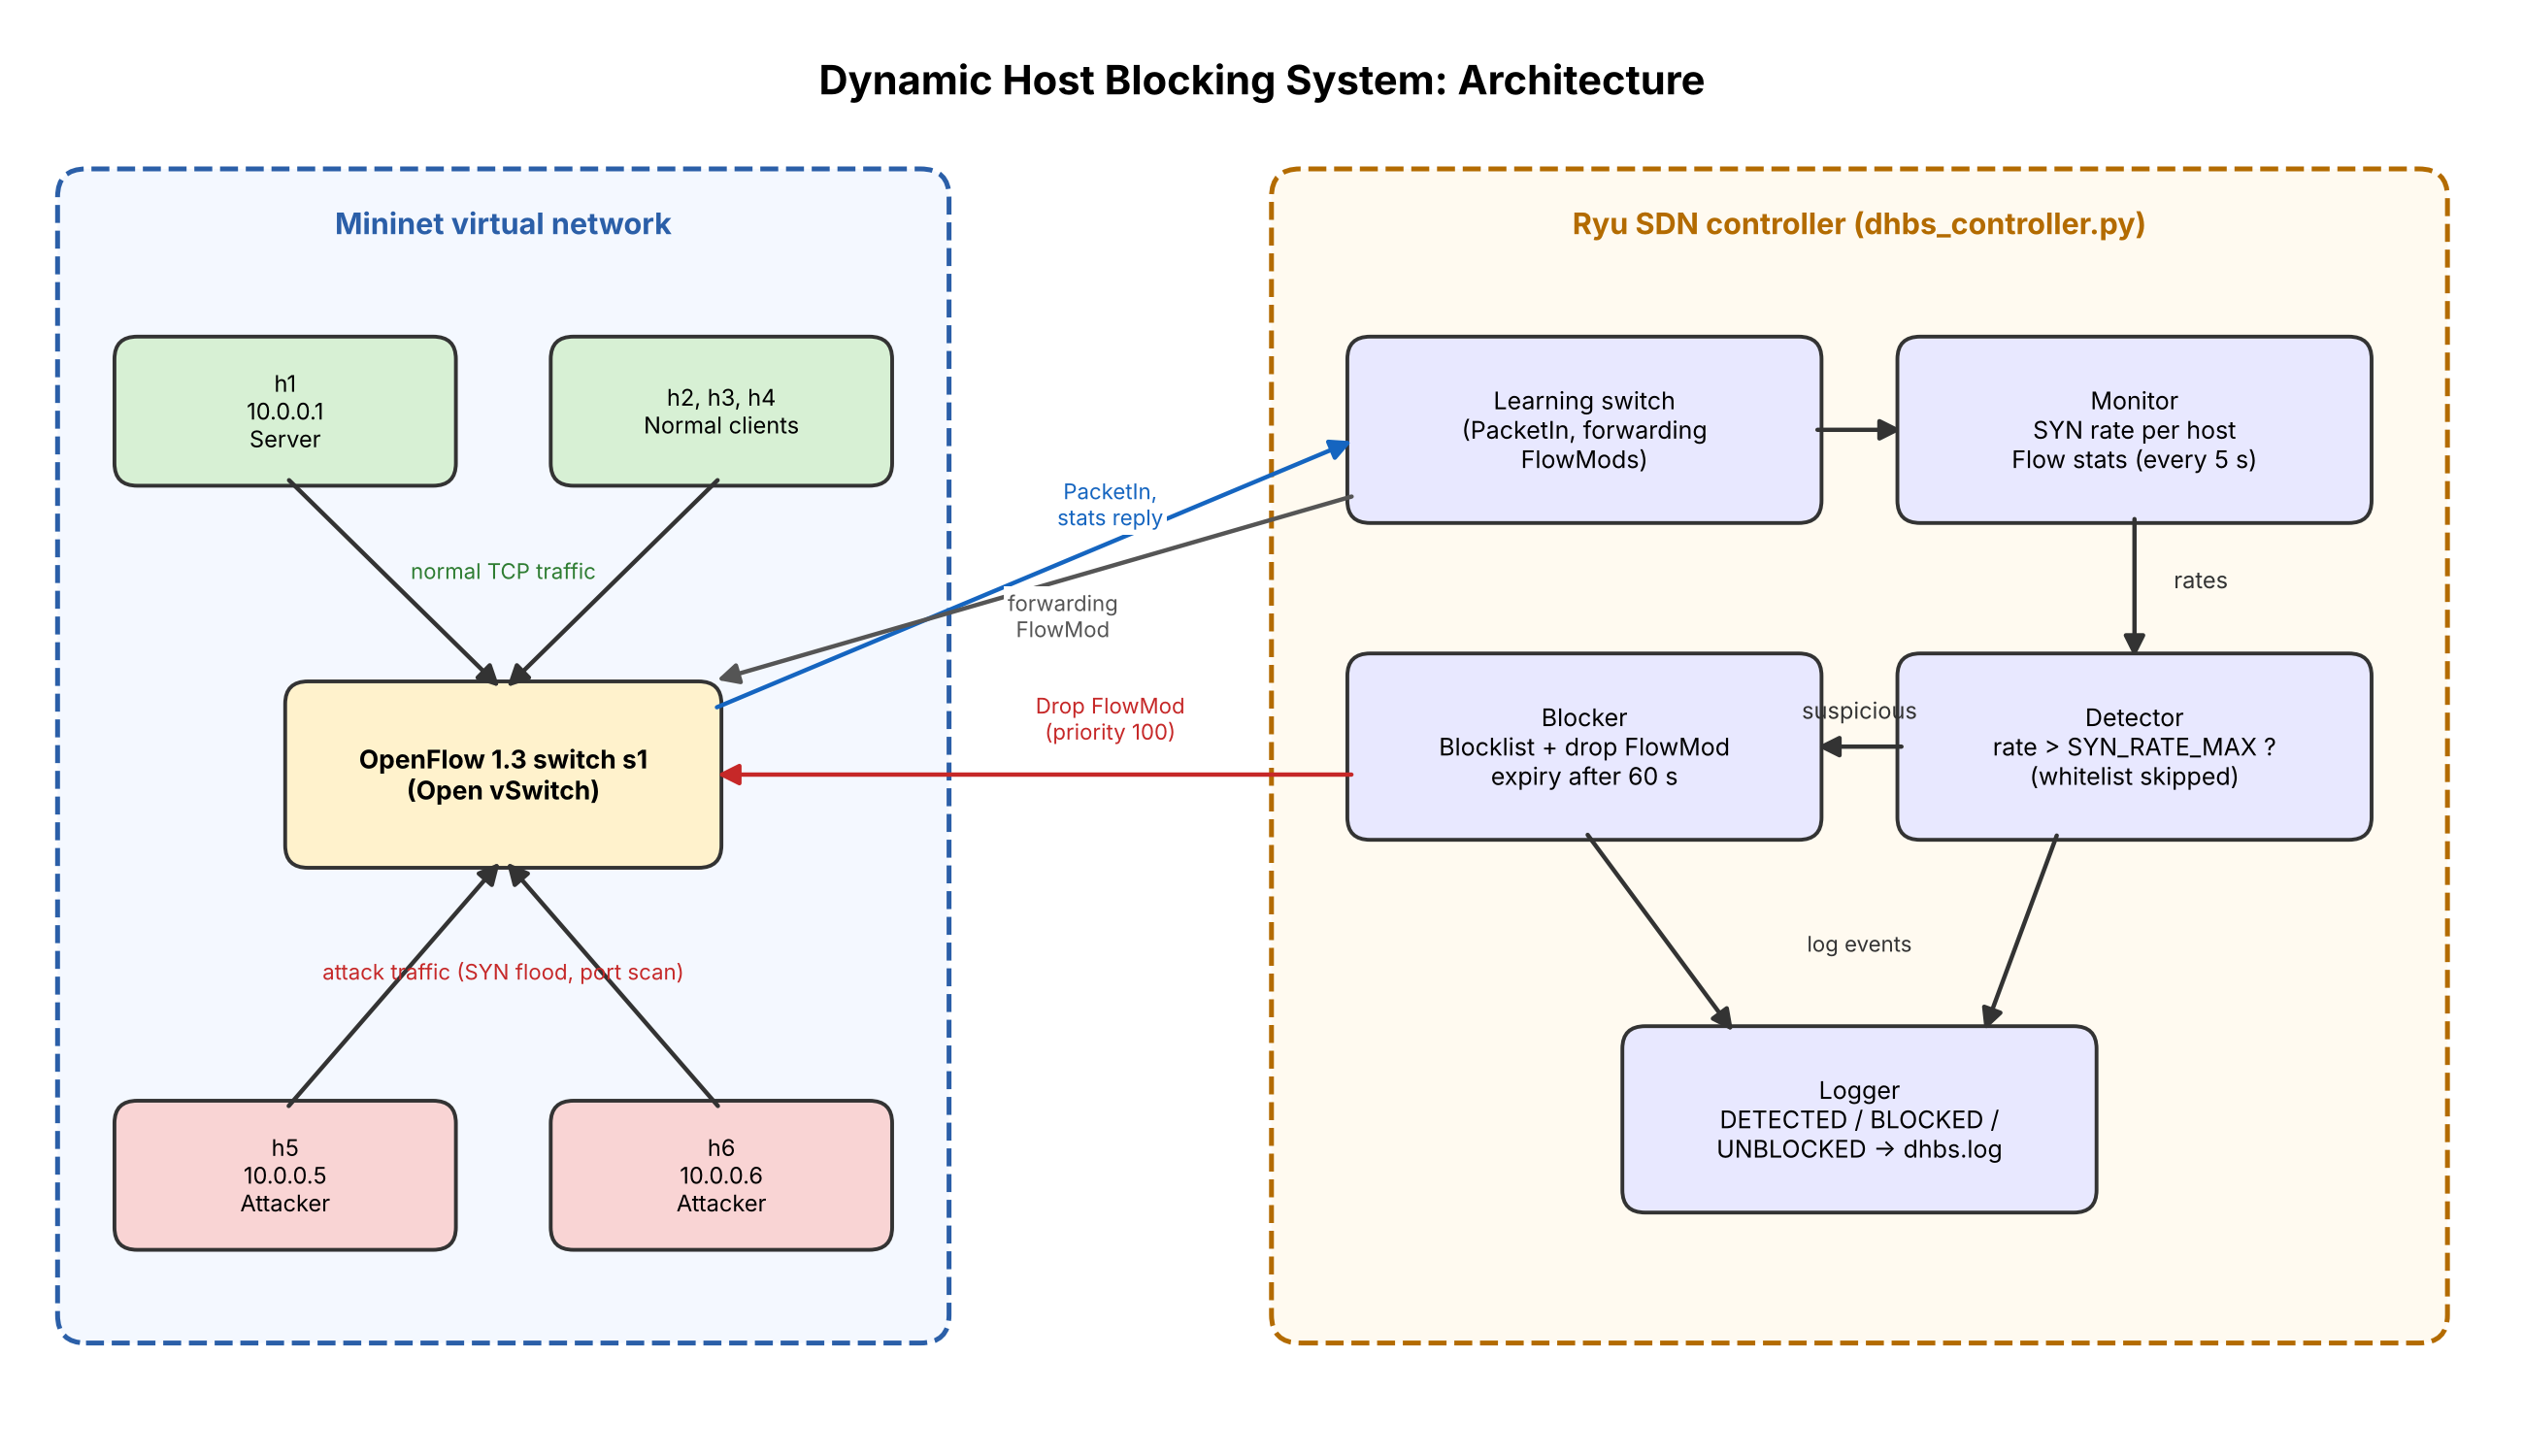 Dynamic Host Blocking System: Architecture
Mininet virtual network
h1
10.0.0.1
Server
h2, h3, h4
Normal clients
normal TCP traffic
OpenFlow 1.3 switch s1
(Open vSwitch)
attack traffic (SYN flood, port scan)
h5
10.0.0.5
Attacker
h6
10.0.0.6
Attacker
PacketIn,
stats reply
forwarding
FlowMod
Drop FlowMod
(priority 100)
Ryu SDN controller (dhbs_controller.py)
Learning switch
(PacketIn, forwarding
FlowMods)
Monitor
SYN rate per host
Flow stats (every 5 s)
rates
Blocker
Blocklist + drop FlowMod
expiry after 60 s
suspicious
Detector
rate > SYN_RATE_MAX ?
(whitelist skipped)
log events
Logger
DETECTED / BLOCKED /
UNBLOCKED → dhbs.log